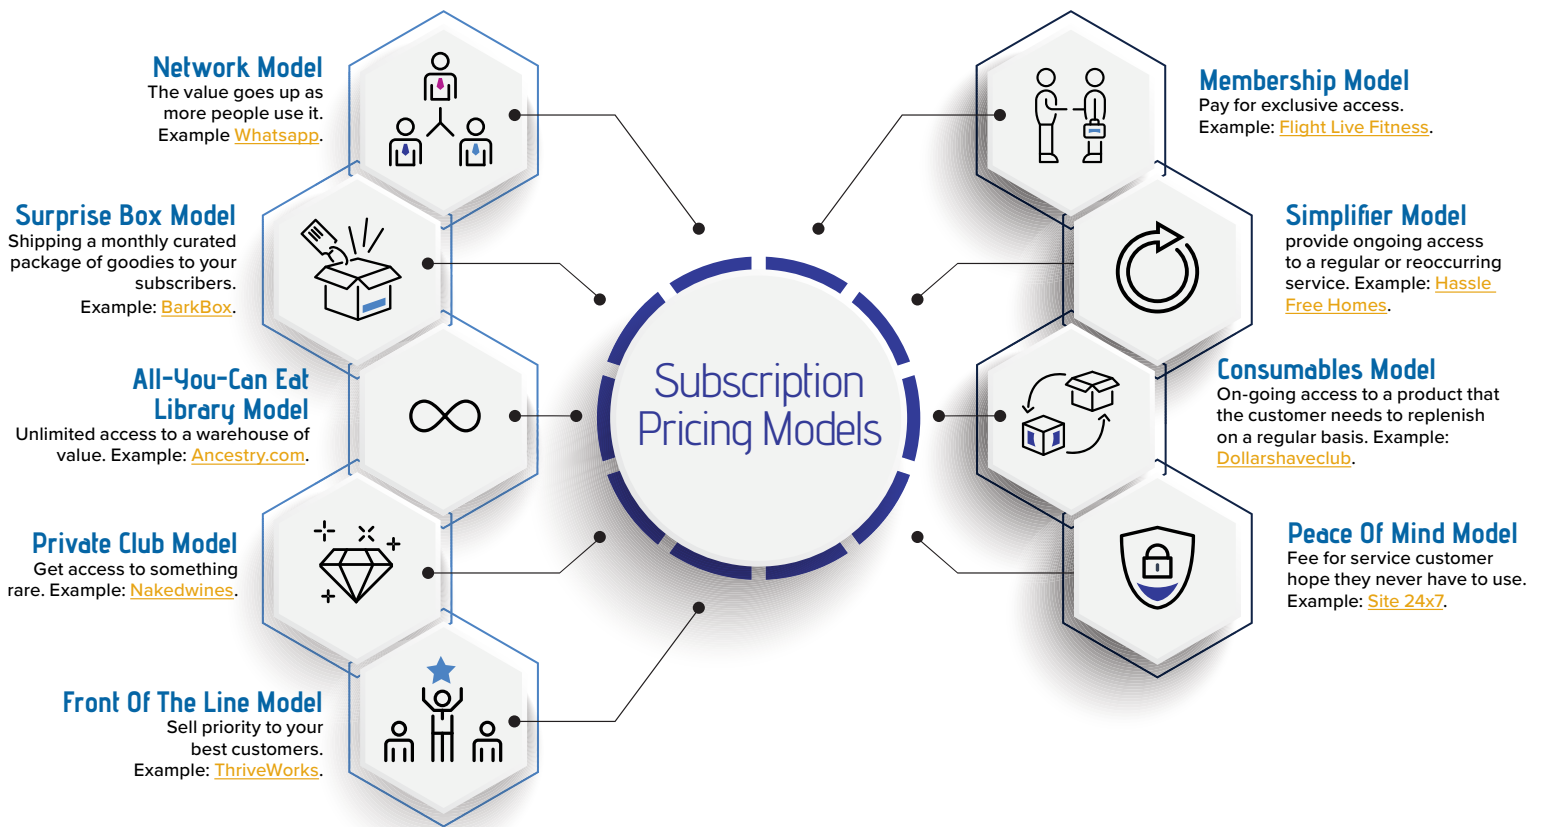 Network Model
The value goes up as
more people use it.
Example Whatsapp.
Surprise Box Model
Shipping a monthly curated
package of goodies to your
subscribers.
Example: BarkBox.
All-You-Can Eat
Library Model
Unlimited access to a warehouse of
value. Example: Ancestry.com.
Private Club Model
Get access to something
rare. Example: Nakedwines.
Front Of The Line Model
Sell priority to your
best customers.
Example: ThriveWorks.
Subscription
Pricing Models
Membership Model
Pay for exclusive access.
Example: Flight Live Fitness.
Simplifier Model
provide ongoing access
to a regular or reoccurring
service. Example: Hassle
Free Homes.
Consumables Model
On-going access to a product that
the customer needs to replenish
on a regular basis. Example:
Dollarshaveclub.
Peace Of Mind Model
Fee for service customer
hope they never have to use.
Example: Site 24x7.